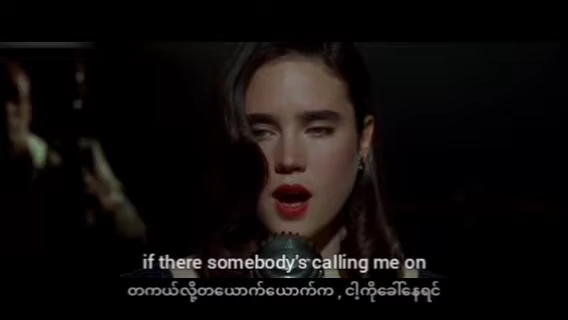 if there somebody's calling me on
တကယ်လို့တယောက်ယောက်က , ငါ့ကိုခေါ်နေရင်